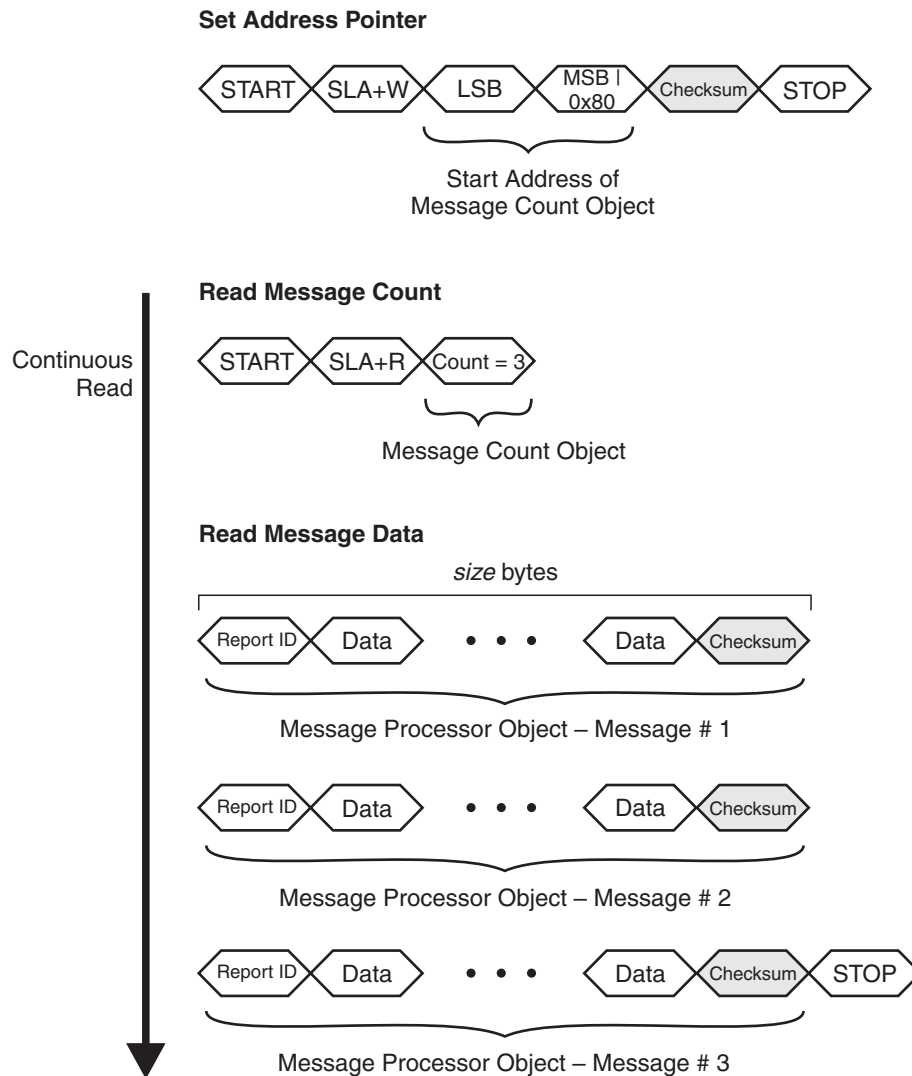 Set Address Pointer
START SLA+W LSB MSB | 0x80 Checksum STOP
Start Address of
Message Count Object
Read Message Count
Continuous
Read
START SLA+R Count = 3
Message Count Object
Read Message Data
size bytes
Report ID Data • • • Data Checksum
Message Processor Object – Message # 1
Report ID Data • • • Data Checksum
Message Processor Object – Message # 2
Report ID Data • • • Data Checksum STOP
Message Processor Object – Message # 3